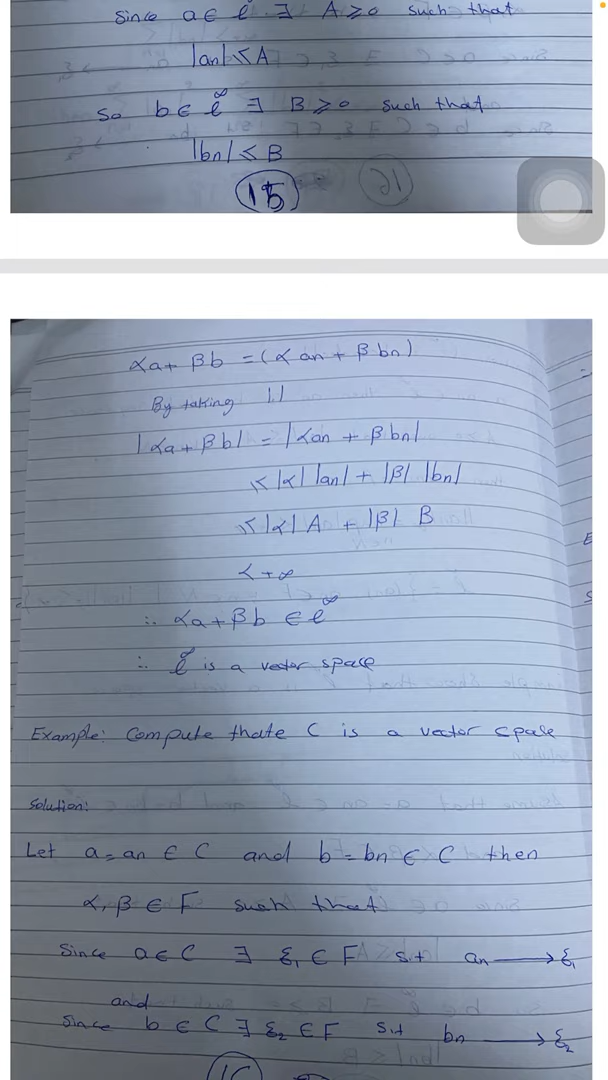 Since a ∈ ℓ^∞ ∃ A ≥ 0 such that
|an| ≤ A
So b ∈ ℓ^∞ ∃ B ≥ 0 such that
|bn| ≤ B
15
αa + βb = (αan + βbn)
By taking |.|
|αa + βb| = |αan + βbn|
≤ |α| |an| + |β| |bn|
≤ |α| A + |β| B
< +∞
∴ αa + βb ∈ ℓ^∞
∴ ℓ^∞ is a vector space
Example: Compute thate C is a vector space
Solution:
Let a = an ∈ C and b = bn ∈ C then
α, β ∈ F such that
Since a ∈ C ∃ ξ₁ ∈ F s.t an → ξ₁
and
Since b ∈ C ∃ ξ₂ ∈ F s.t bn → ξ₂